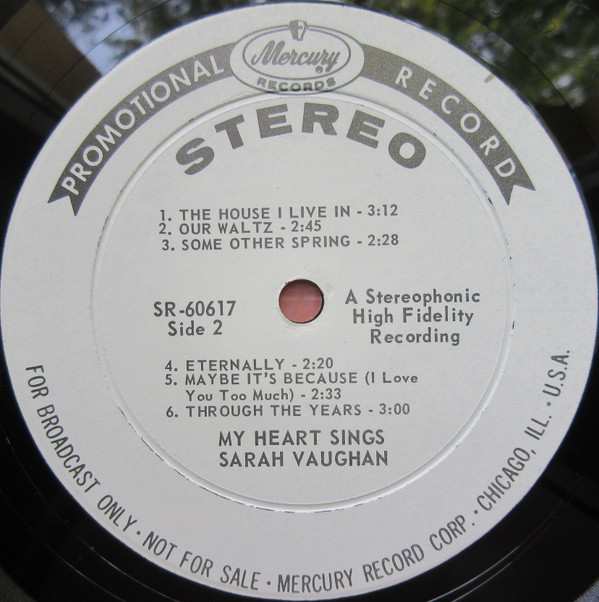 PROMOTIONAL RECORD
Mercury
RECORDS
STEREO
1. THE HOUSE I LIVE IN - 3:12
2. OUR WALTZ - 2:45
3. SOME OTHER SPRING - 2:28
SR-60617
Side 2
A Stereophonic
High Fidelity
Recording
4. ETERNALLY - 2:20
5. MAYBE IT'S BECAUSE (I Love
You Too Much) - 2:33
6. THROUGH THE YEARS - 3:00
MY HEART SINGS
SARAH VAUGHAN
FOR BROADCAST ONLY · NOT FOR SALE · MERCURY RECORD CORP. · CHICAGO, ILL. · U.S.A.